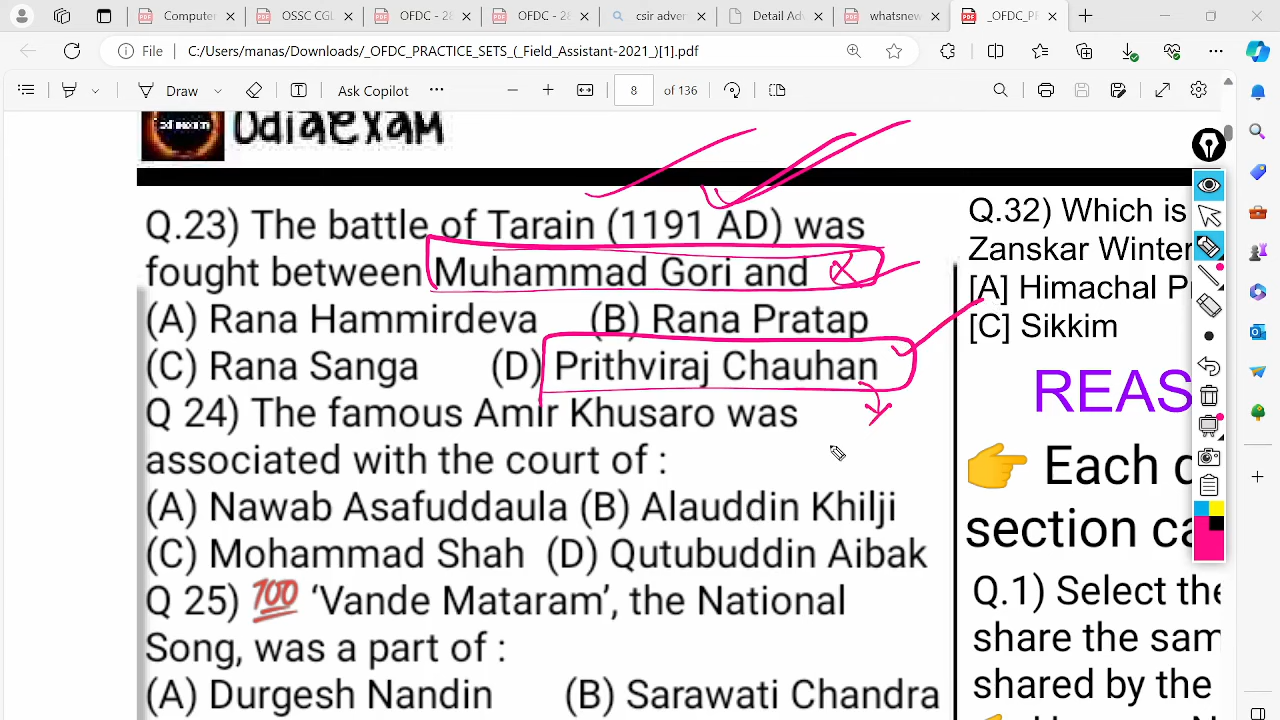 Computer
OSSC CGL
OFDC - 28
OFDC - 28
csir adver
Detail Adv
whatsnew
_OFDC_P
File
C:/Users/manas/Downloads/_OFDC_PRACTICE_SETS_(_Field_Assistant-2021_)[1].pdf
Draw
Ask Copilot
8
of 136
OdiaExam
Q.23) The battle of Tarain (1191 AD) was
fought between Muhammad Gori and
(A) Rana Hammirdeva (B) Rana Pratap
(C) Rana Sanga (D) Prithviraj Chauhan
Q 24) The famous Amir Khusaro was
associated with the court of :
(A) Nawab Asafuddaula (B) Alauddin Khilji
(C) Mohammad Shah (D) Qutubuddin Aibak
Q 25) 💯 ‘Vande Mataram’, the National
Song, was a part of :
(A) Durgesh Nandin (B) Sarawati Chandra
Q.32) Which is
Zanskar Winter
[A] Himachal P
[C] Sikkim
REAS
👉 Each
section ca
Q.1) Select the
share the sam
shared by the